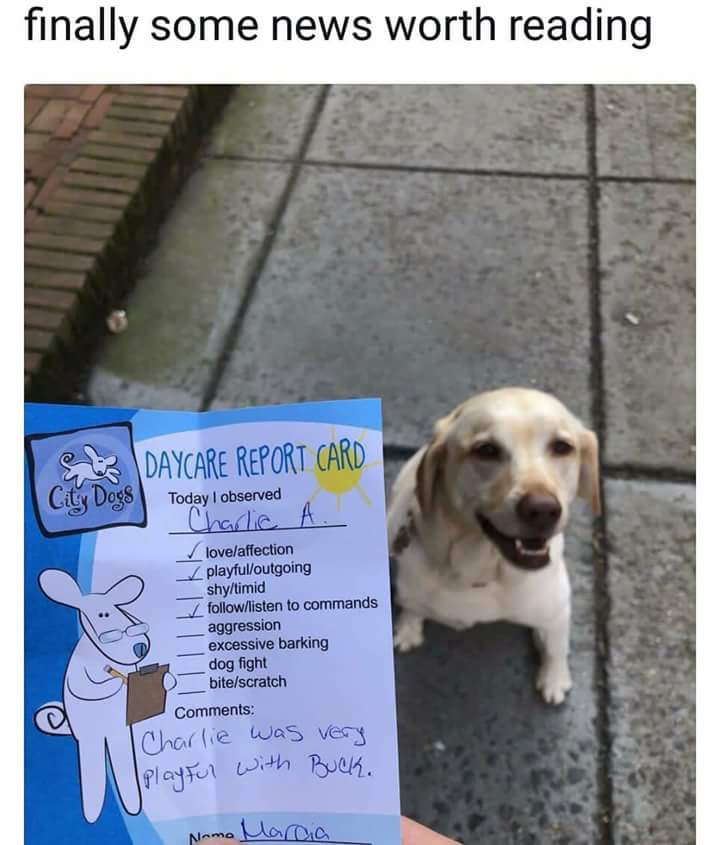 finally some news worth reading
City Dogs
DAYCARE REPORT CARD
Today I observed
Charlie A.
✓ love/affection
✓ playful/outgoing
shy/timid
✓ follow/listen to commands
aggression
excessive barking
dog fight
bite/scratch
Comments:
Charlie was very
playful with Buck.
Name Marcia